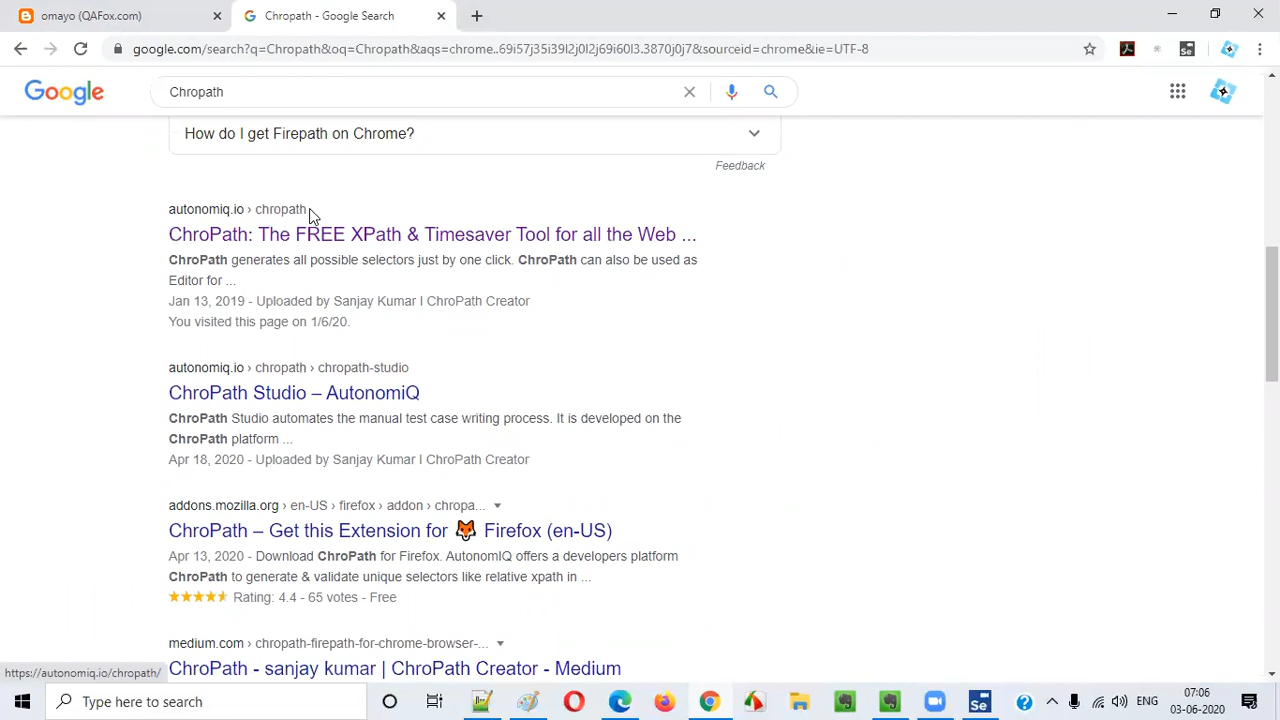 omayo (QAFox.com)
Chropath - Google Search
google.com/search?q=Chropath&oq=Chropath&aqs=chrome..69i57j35i39l2j0l2j69i60l3.3870j0j7&sourceid=chrome&ie=UTF-8
Google
Chropath
How do I get Firepath on Chrome?
Feedback
autonomiq.io › chropath
ChroPath: The FREE XPath & Timesaver Tool for all the Web ...
ChroPath generates all possible selectors just by one click. ChroPath can also be used as
Editor for ...
Jan 13, 2019 - Uploaded by Sanjay Kumar I ChroPath Creator
You visited this page on 1/6/20.
autonomiq.io › chropath › chropath-studio
ChroPath Studio – AutonomiQ
ChroPath Studio automates the manual test case writing process. It is developed on the
ChroPath platform ...
Apr 18, 2020 - Uploaded by Sanjay Kumar I ChroPath Creator
addons.mozilla.org › en-US › firefox › addon › chropa...
ChroPath – Get this Extension for 🦊 Firefox (en-US)
Apr 13, 2020 - Download ChroPath for Firefox. AutonomIQ offers a developers platform
ChroPath to generate & validate unique selectors like relative xpath in ...
Rating: 4.4 - 65 votes - Free
medium.com › chropath-firepath-for-chrome-browser-...
ChroPath - sanjay kumar | ChroPath Creator - Medium
https://autonomiq.io/chropath/
Type here to search
Se
ENG
07:06
03-06-2020